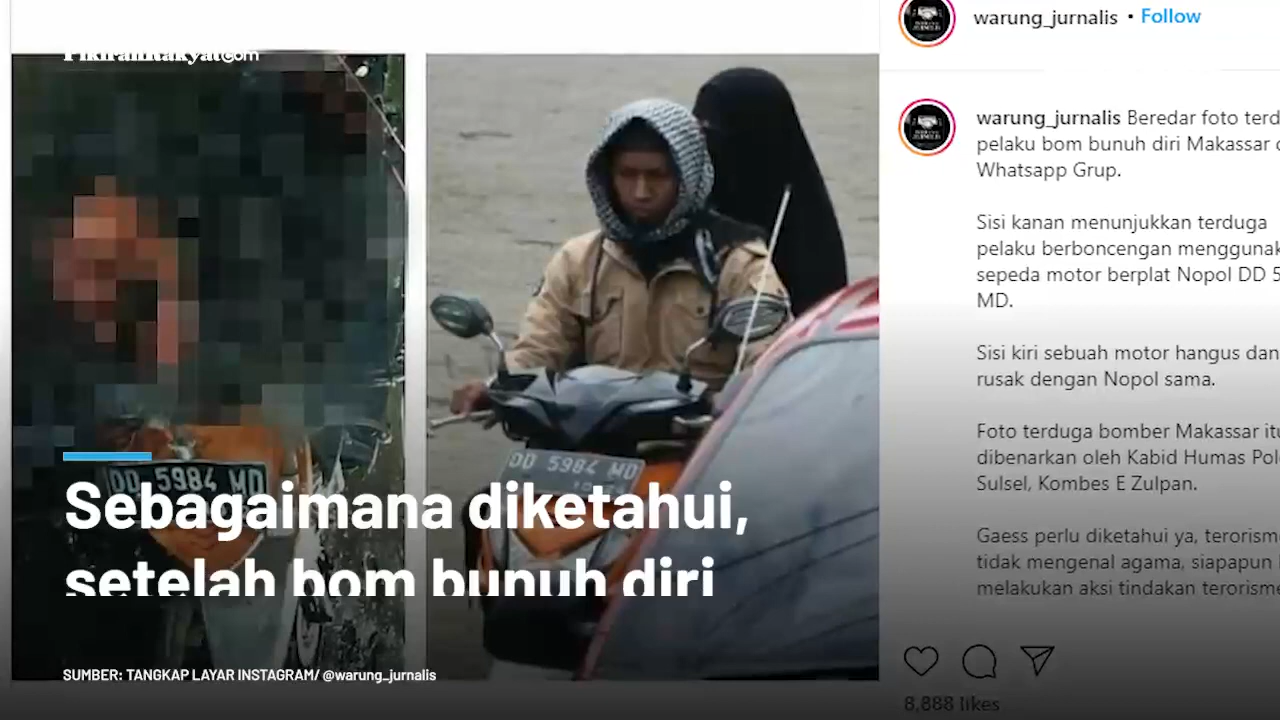 PikiranRakyat.com
DD 5984 MD
DD 5984 MD
Sebagaimana diketahui,
setelah bom bunuh diri
SUMBER: TANGKAP LAYAR INSTAGRAM/ @warung_jurnalis
warung_jurnalis • Follow
warung_jurnalis Beredar foto terd
pelaku bom bunuh diri Makassar
Whatsapp Grup.
Sisi kanan menunjukkan terduga
pelaku berboncengan menggunak
sepeda motor berplat Nopol DD 5
MD.
Sisi kiri sebuah motor hangus dan
rusak dengan Nopol sama.
Foto terduga bomber Makassar itu
dibenarkan oleh Kabid Humas Pol
Sulsel, Kombes E Zulpan.
Gaess perlu diketahui ya, terorism
tidak mengenal agama, siapapun
melakukan aksi tindakan terorisme
8,888 likes